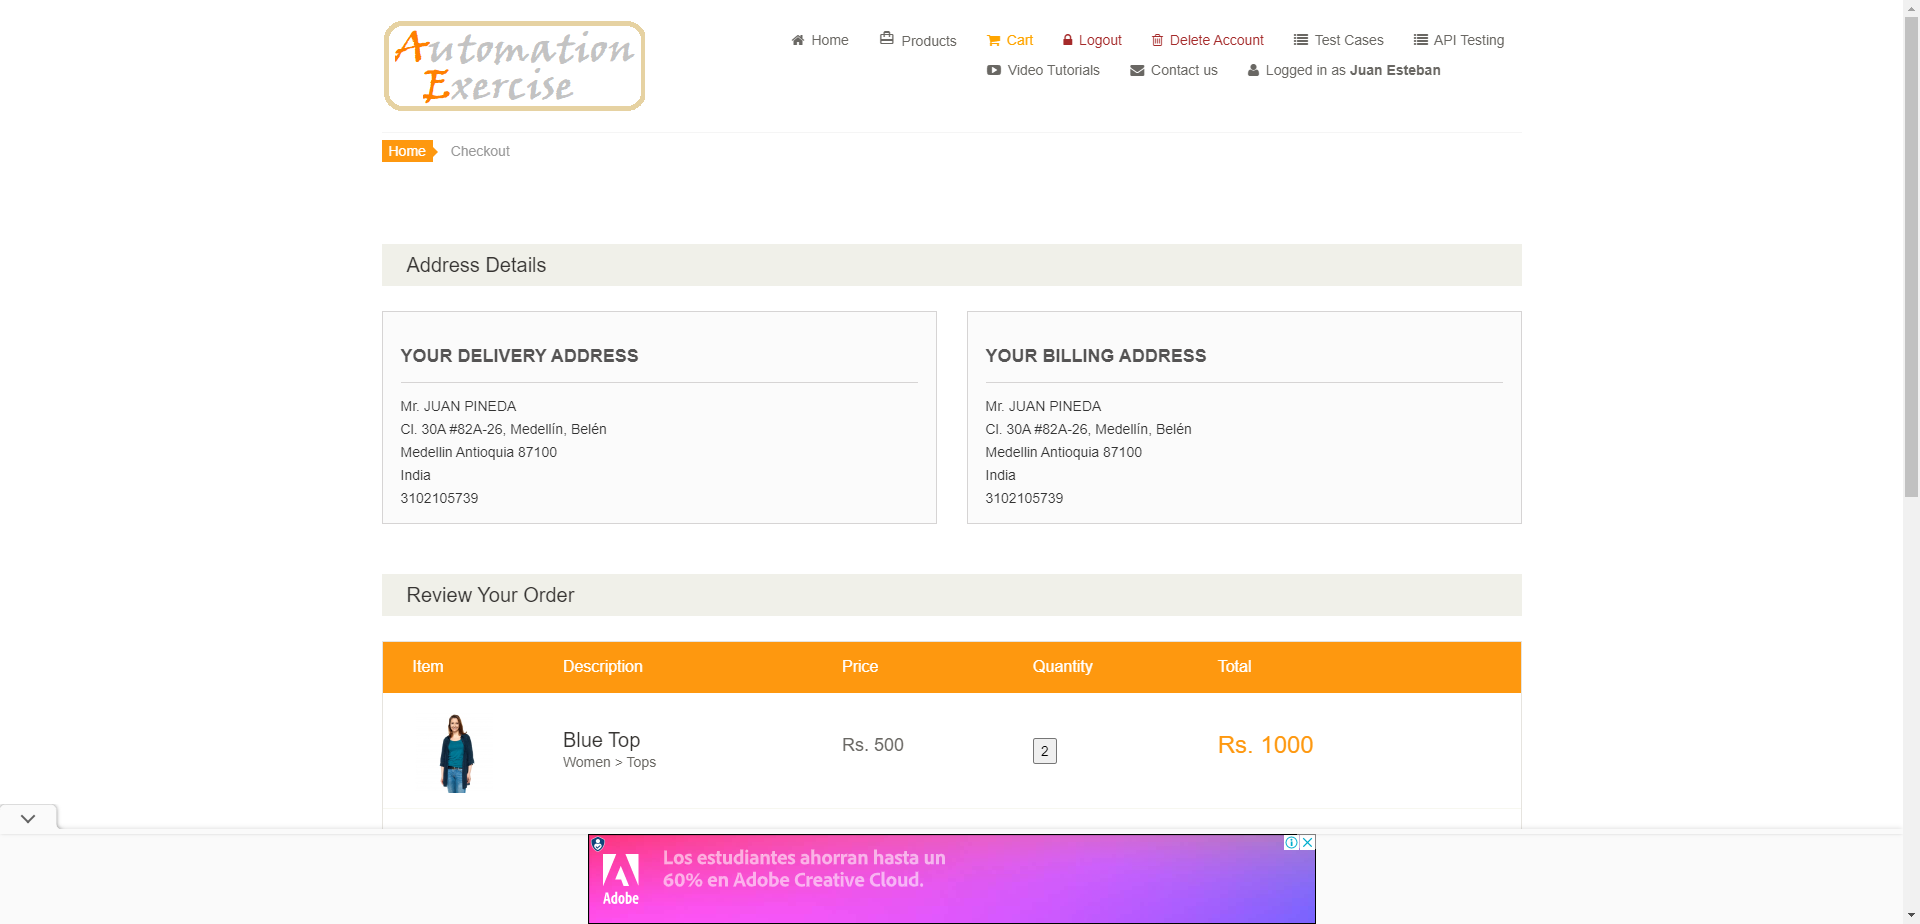 Automation
Exercise
Home
Products
Cart
Logout
Delete Account
Test Cases
API Testing
Video Tutorials
Contact us
Logged in as Juan Esteban
Home
Checkout
Address Details
YOUR DELIVERY ADDRESS
Mr. JUAN PINEDA
Cl. 30A #82A-26, Medellín, Belén
Medellin Antioquia 87100
India
3102105739
YOUR BILLING ADDRESS
Mr. JUAN PINEDA
Cl. 30A #82A-26, Medellín, Belén
Medellin Antioquia 87100
India
3102105739
Review Your Order
Item Description Price Quantity Total
Blue Top
Women > Tops
Rs. 500
2
Rs. 1000
Adobe
Los estudiantes ahorran hasta un
60% en Adobe Creative Cloud.